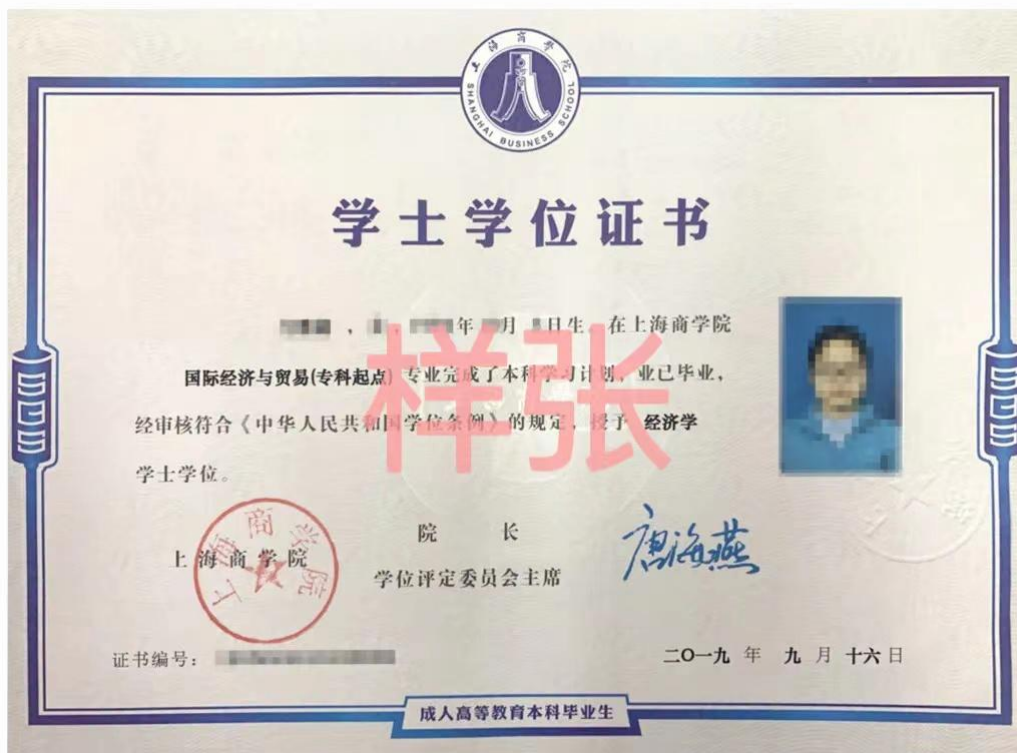 上海商学院
SHANGHAI BUSINESS SCHOOL
学士学位证书
年 月 日生,在上海商学院
国际经济与贸易(专科起点)专业完成了本科学习计划,业已毕业,
经审核符合《中华人民共和国学位条例》的规定,授予 经济学
学士学位。
样张
SBS
SBS
上海商学院
上海商学院
院 长
学位评定委员会主席
唐海燕
证书编号:
二〇一九 年 九 月 十六 日
成人高等教育本科毕业生